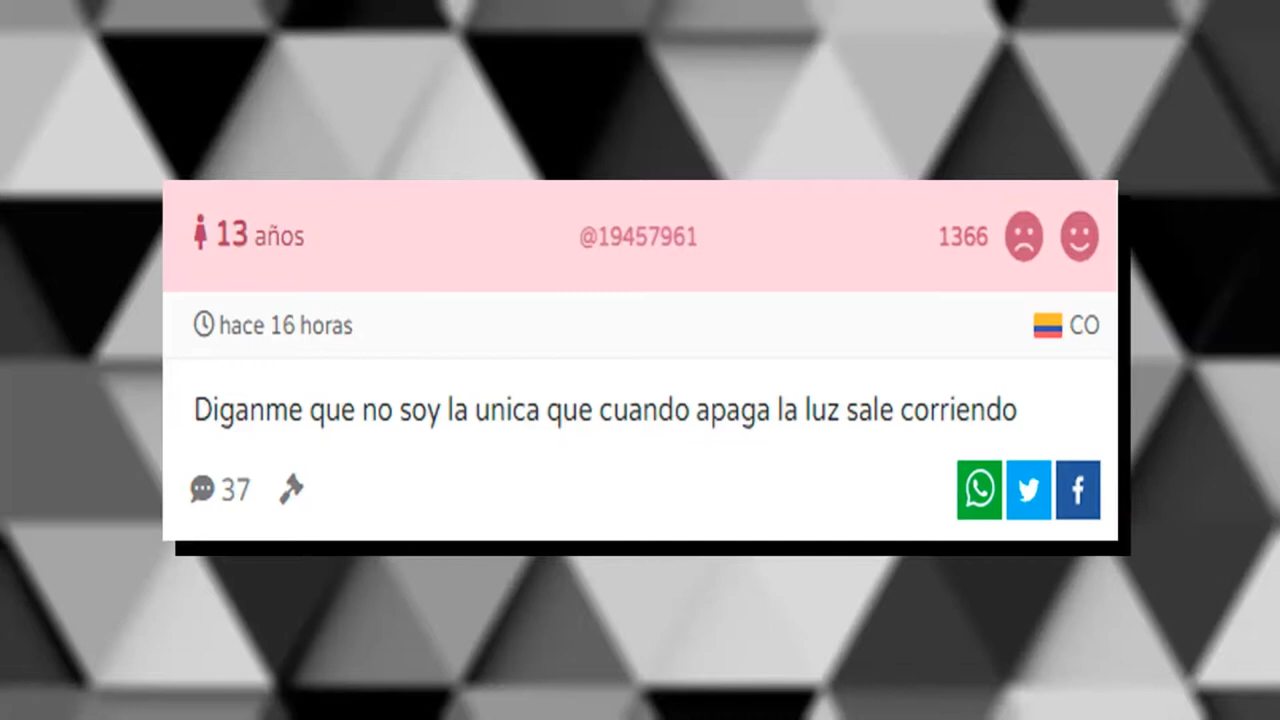 13 años @19457961 1366
hace 16 horas CO
Diganme que no soy la unica que cuando apaga la luz sale corriendo
37